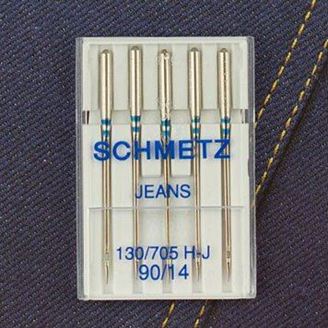 SCHMETZ
JEANS
130/705 H-J
90/14